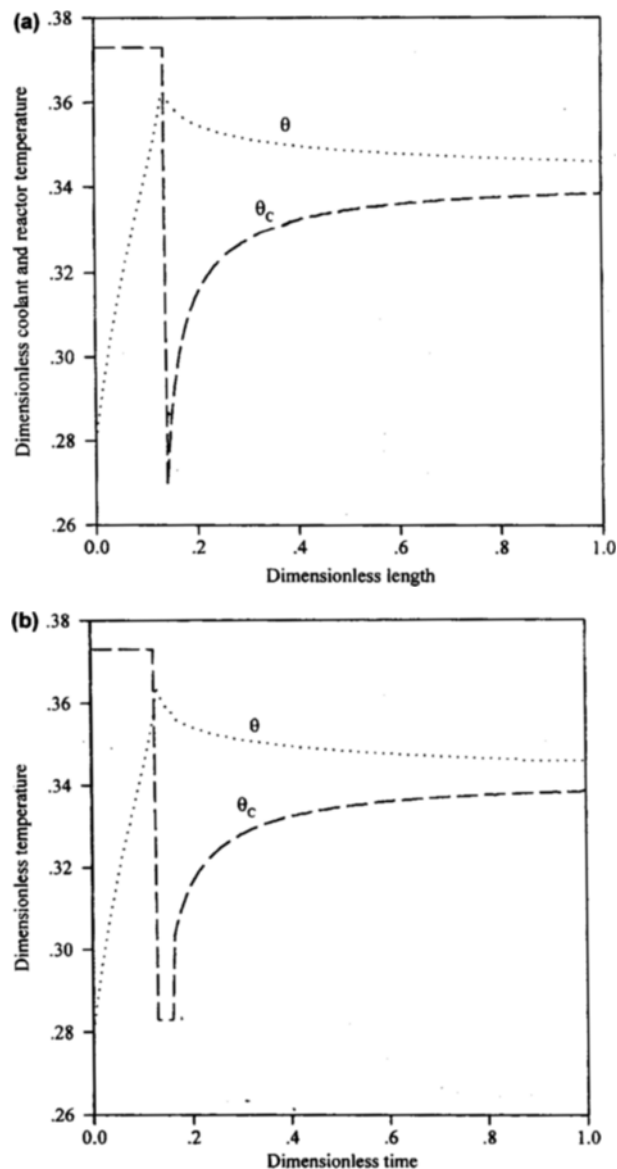 (a)
.38
.36
.34
.32
.30
.28
.26
Dimensionless coolant and reactor temperature
θ
θc
0.0 .2 .4 .6 .8 1.0
Dimensionless length
(b)
.38
.36
.34
.32
.30
.28
.26
Dimensionless temperature
θ
θc
0.0 .2 .4 .6 .8 1.0
Dimensionless time